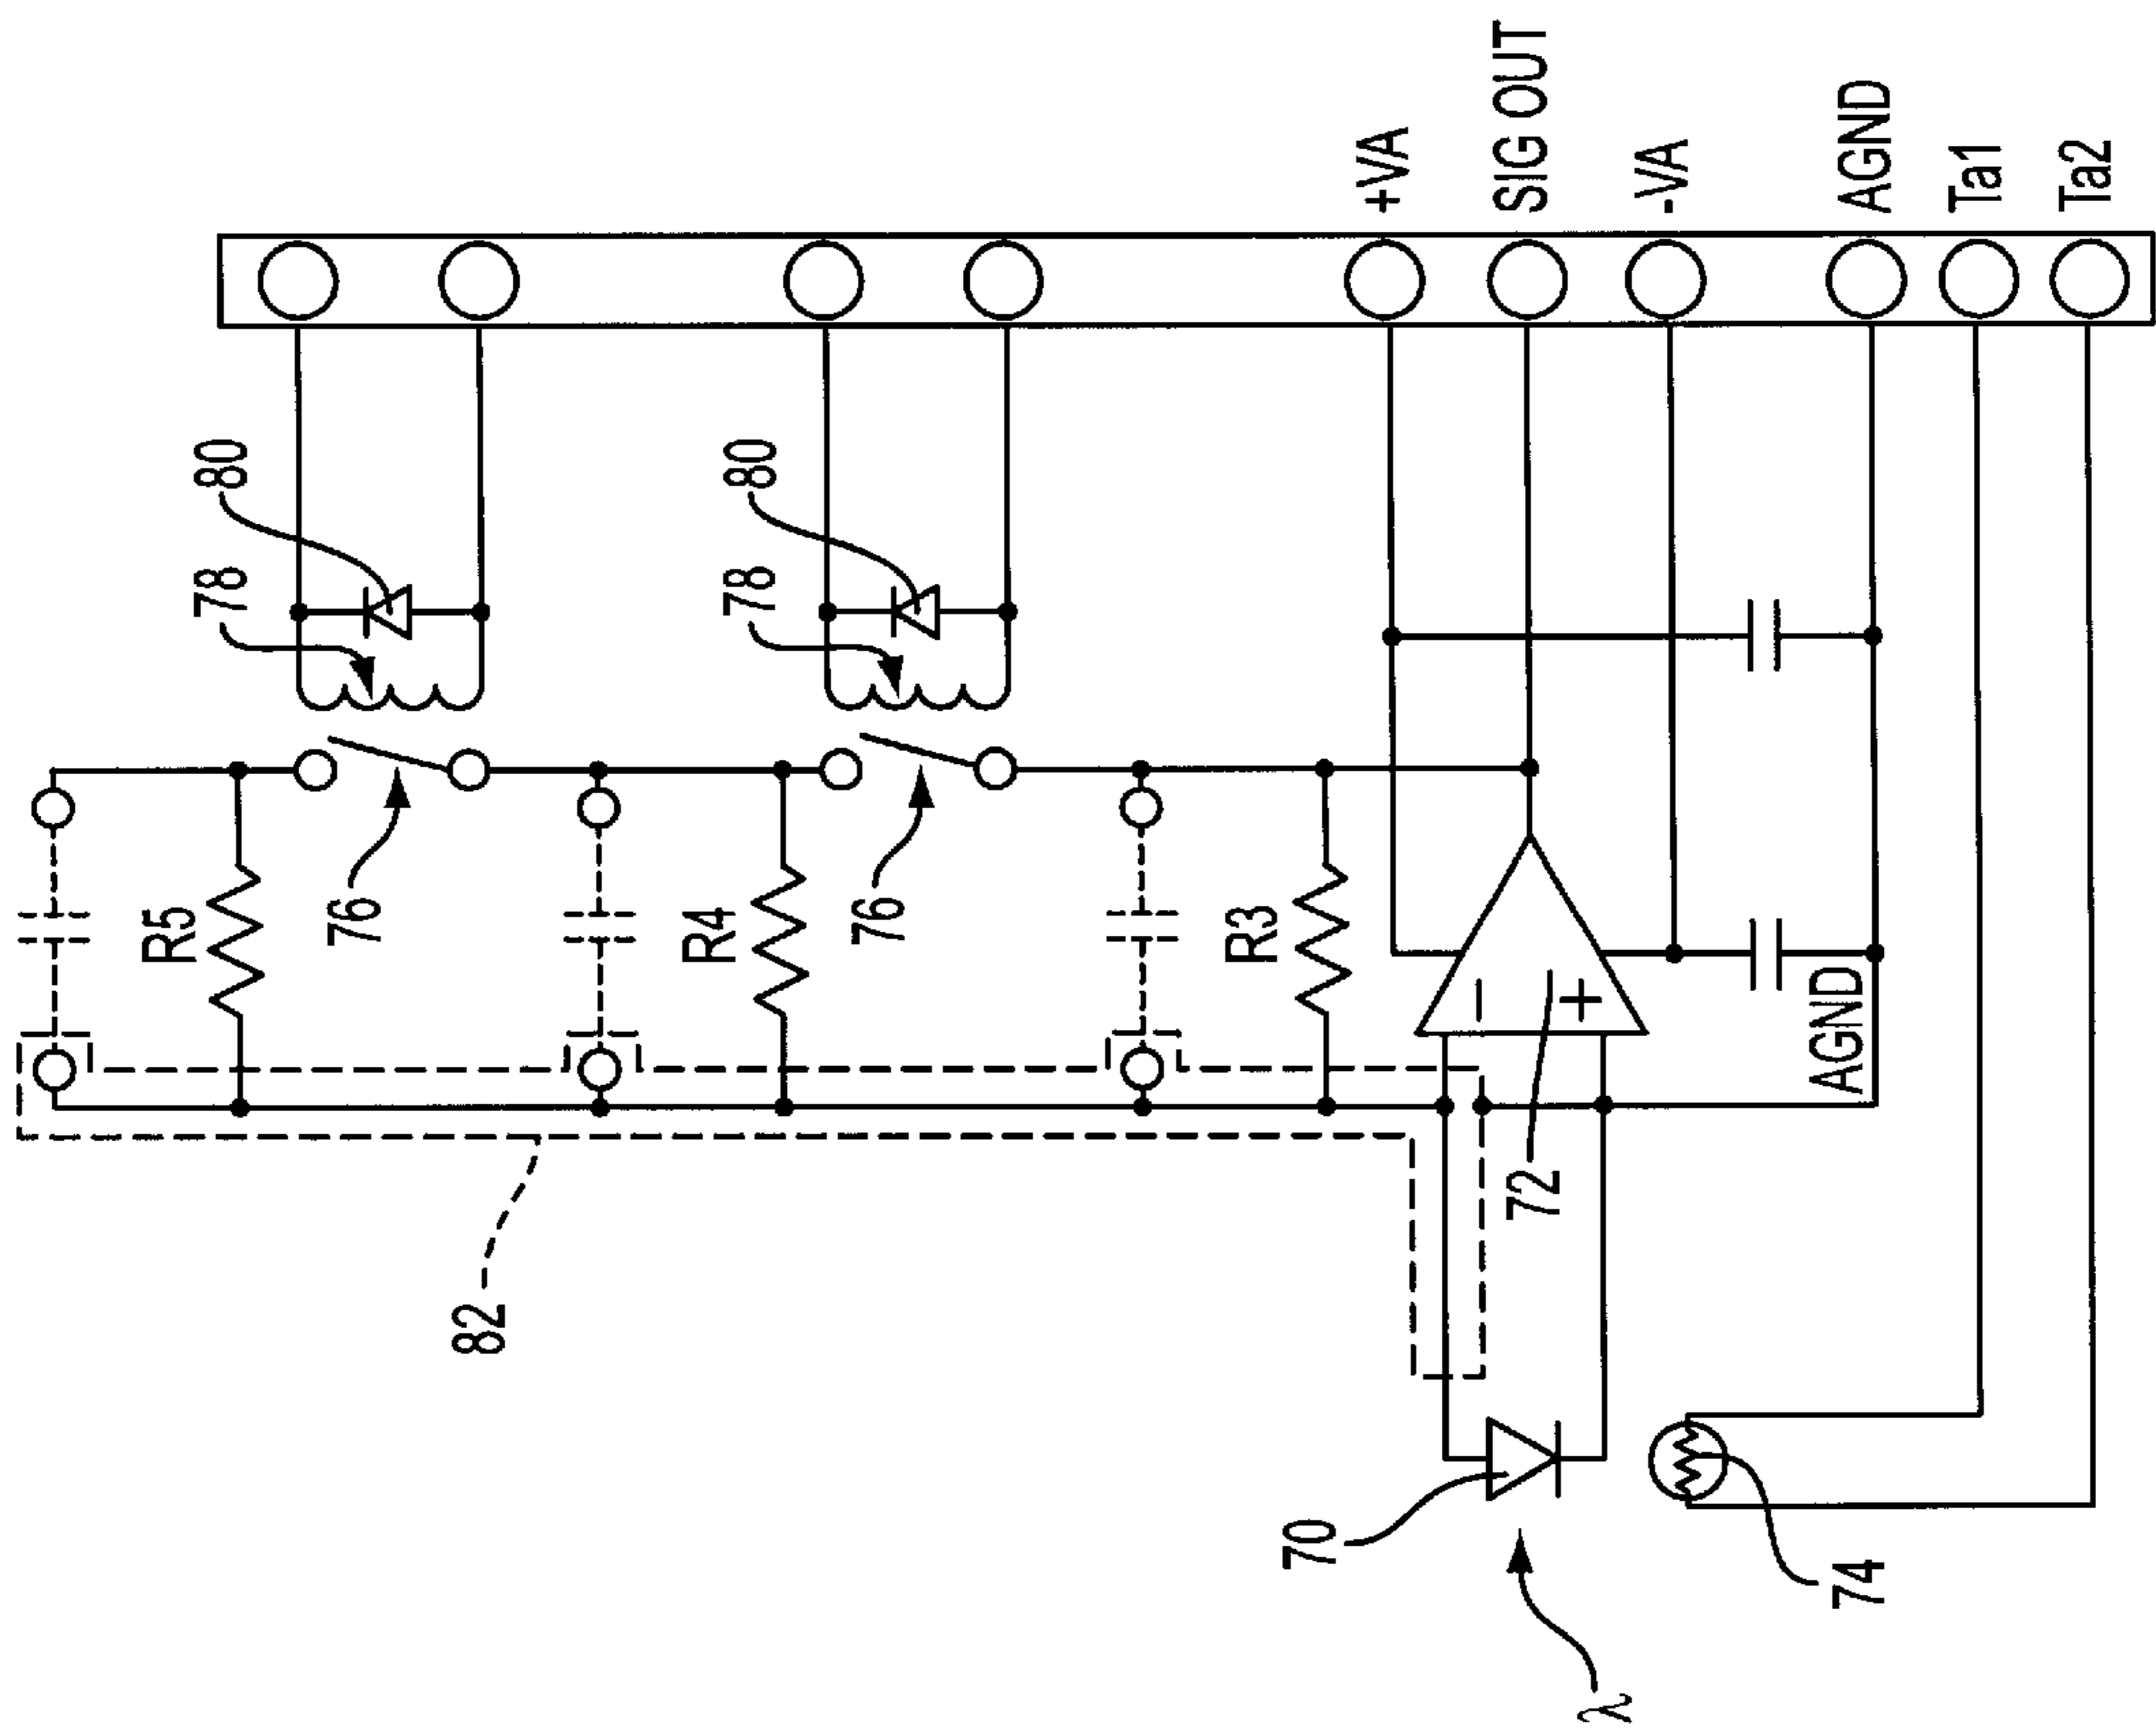 +VA
SIG OUT
-VA
AGND
Ta1
Ta2
80
80
78
78
R5
76
R4
76
R3
−
+
AGND
72
82
70
74
λ